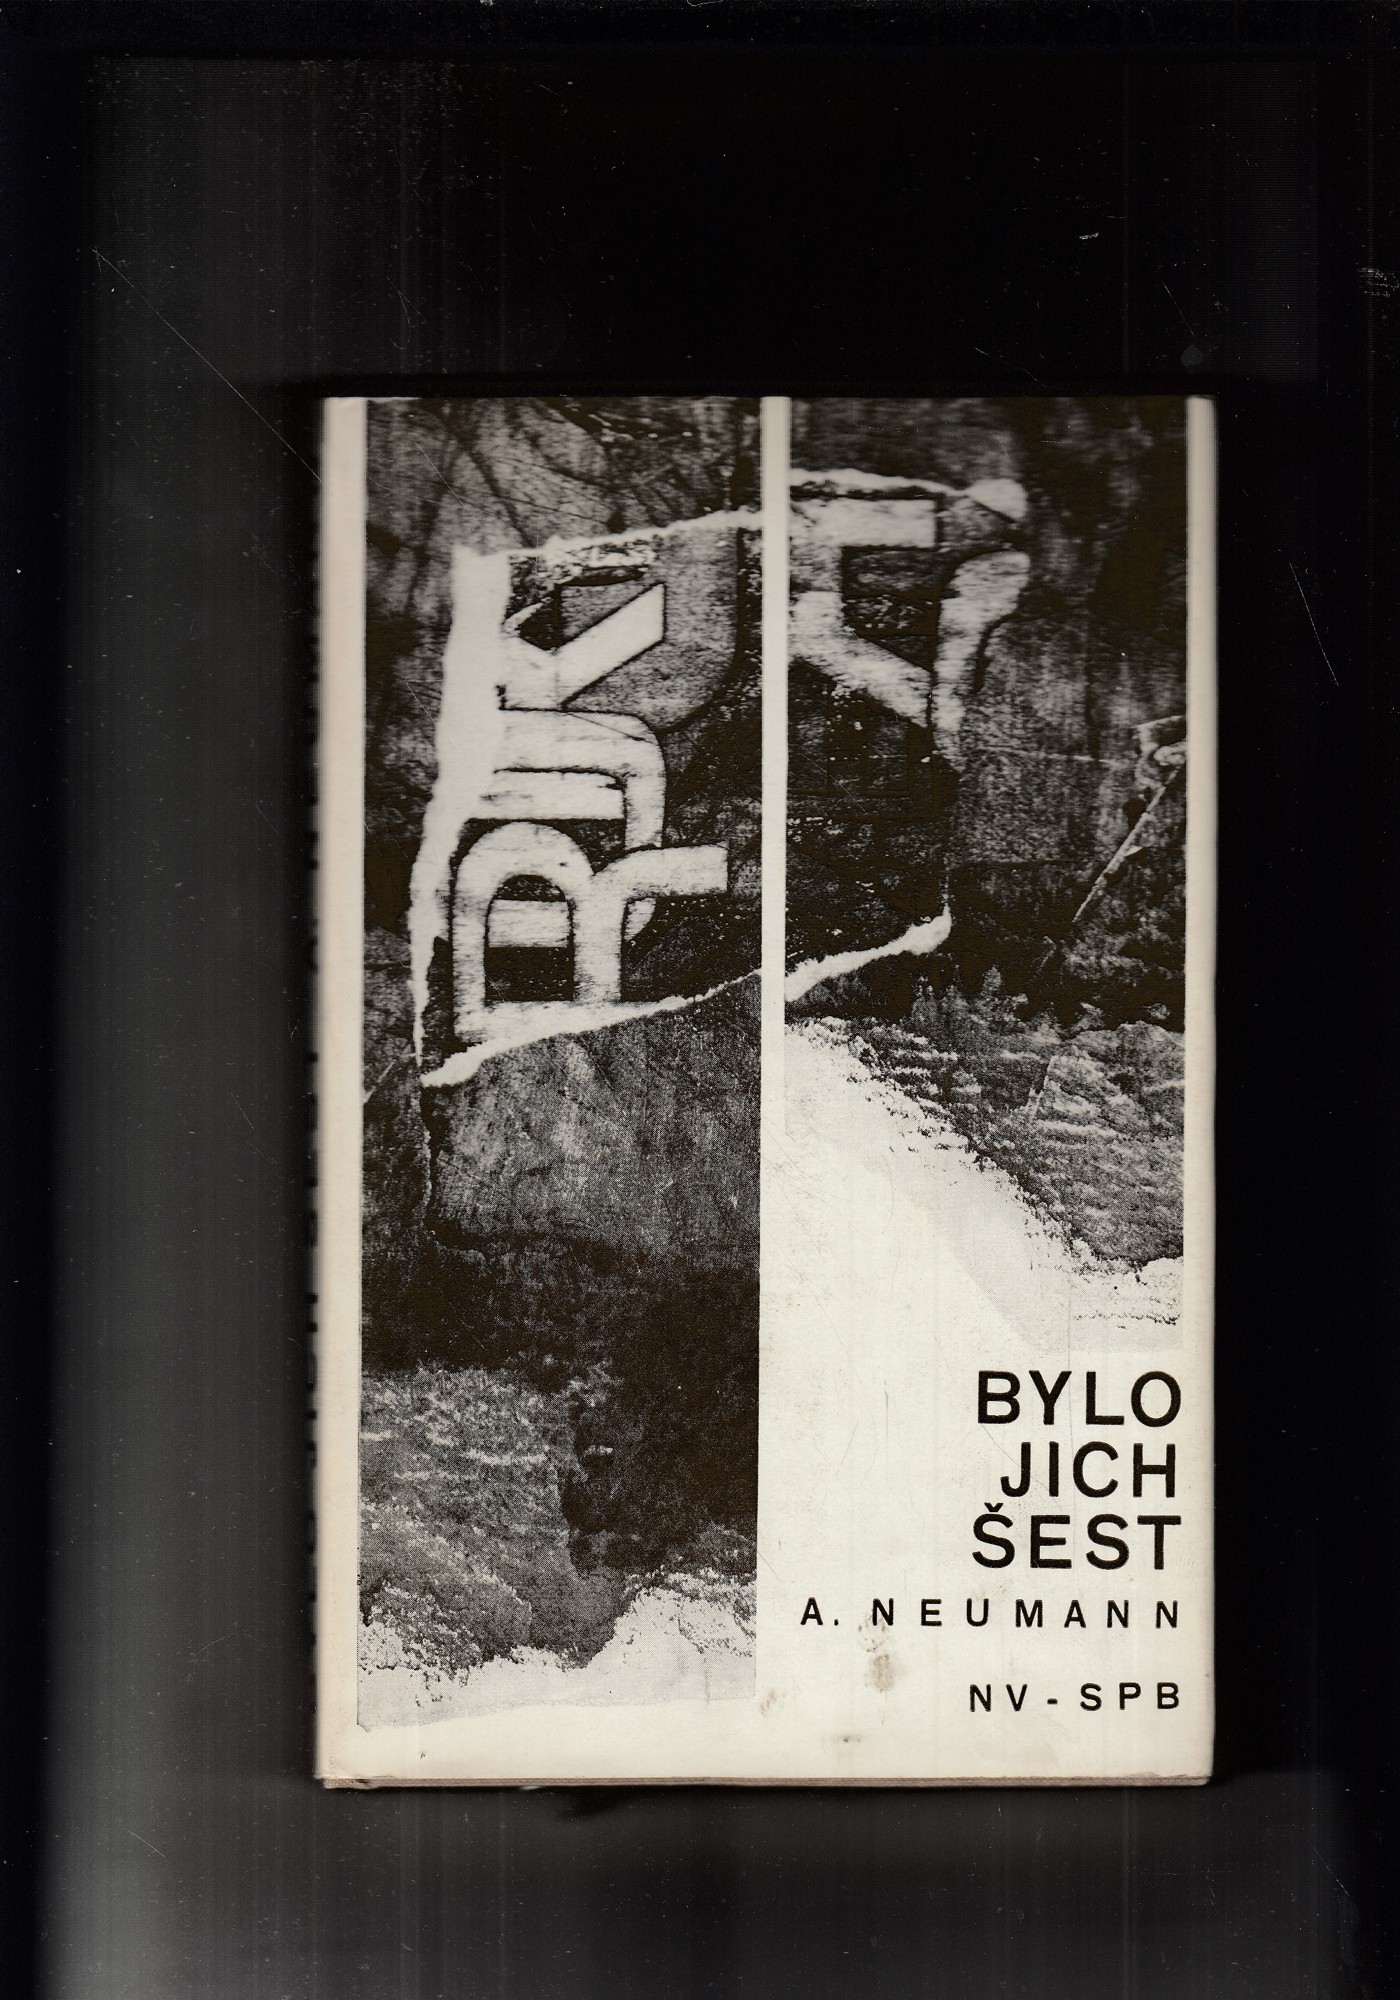 BYLO
JICH
ŠEST
A. NEUMANN
NV - SPB